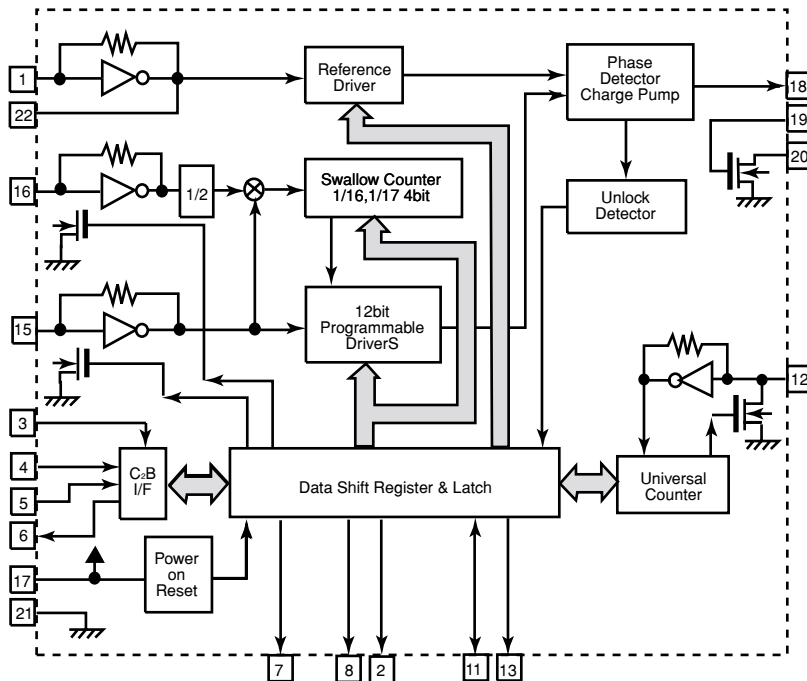 1
22
16
15
3
4
5
6
17
21
Reference
Driver
Phase
Detector
Charge Pump
18
19
20
1/2
Swallow Counter
1/16,1/17 4bit
Unlock
Detector
12bit
Programmable
DriverS
12
C2B
I/F
Data Shift Register & Latch
Universal
Counter
Power
on
Reset
7
8
2
11
13